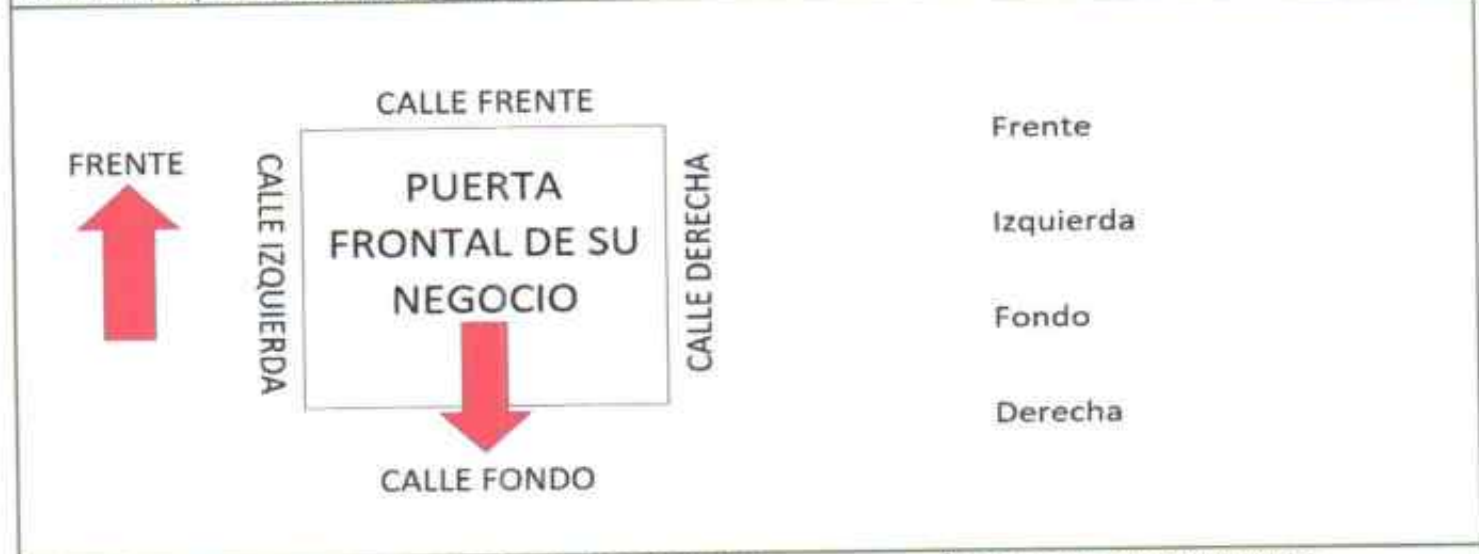 CALLE FRENTE
FRENTE
CALLE IZQUIERDA
PUERTA
FRONTAL DE SU
NEGOCIO
CALLE DERECHA
CALLE FONDO
Frente
Izquierda
Fondo
Derecha